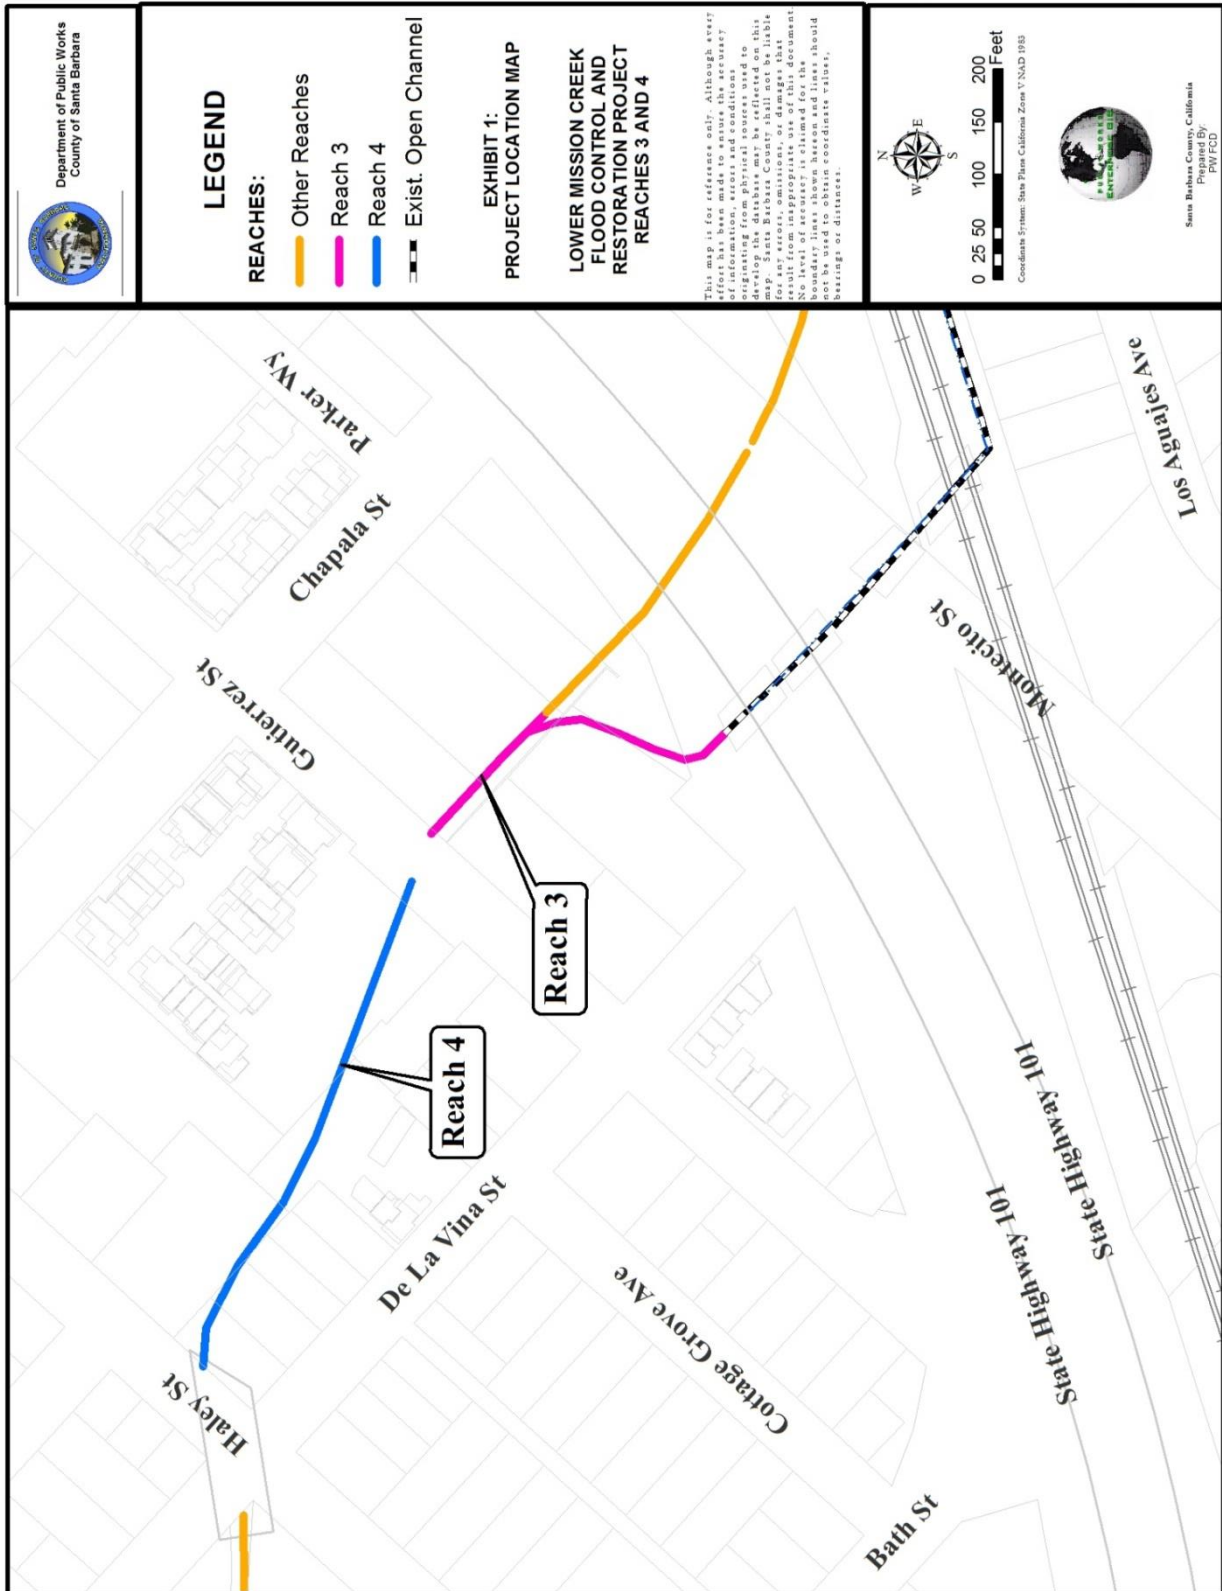 Department of Public Works
County of Santa Barbara
LEGEND
REACHES:
Other Reaches
Reach 3
Reach 4
Exist. Open Channel
EXHIBIT 1:
PROJECT LOCATION MAP
LOWER MISSION CREEK
FLOOD CONTROL AND
RESTORATION PROJECT
REACHES 3 AND 4
This map is for reference only. Although every
effort has been made to ensure the accuracy
of information, errors and conditions
originating from physical sources used to
develop the database may be reflected on this
map. Santa Barbara County shall not be liable
for any errors, omissions, or damages that
result from inappropriate use of this document.
No level of accuracy is claimed for the
boundary lines shown hereon and lines should
not be used to obtain coordinate values,
bearings or distances.
N
W E
S
0 25 50 100 150 200
Feet
Coordinate System: State Plane California Zone V NAD 1983
Santa Barbara County, California
Prepared By:
PW FCD
Parker Wy
Chapala St
Gutierrez St
Haley St
De La Vina St
Cottage Grove Ave
Bath St
Reach 4
Reach 3
State Highway 101
State Highway 101
Montecito St
Los Aguajes Ave